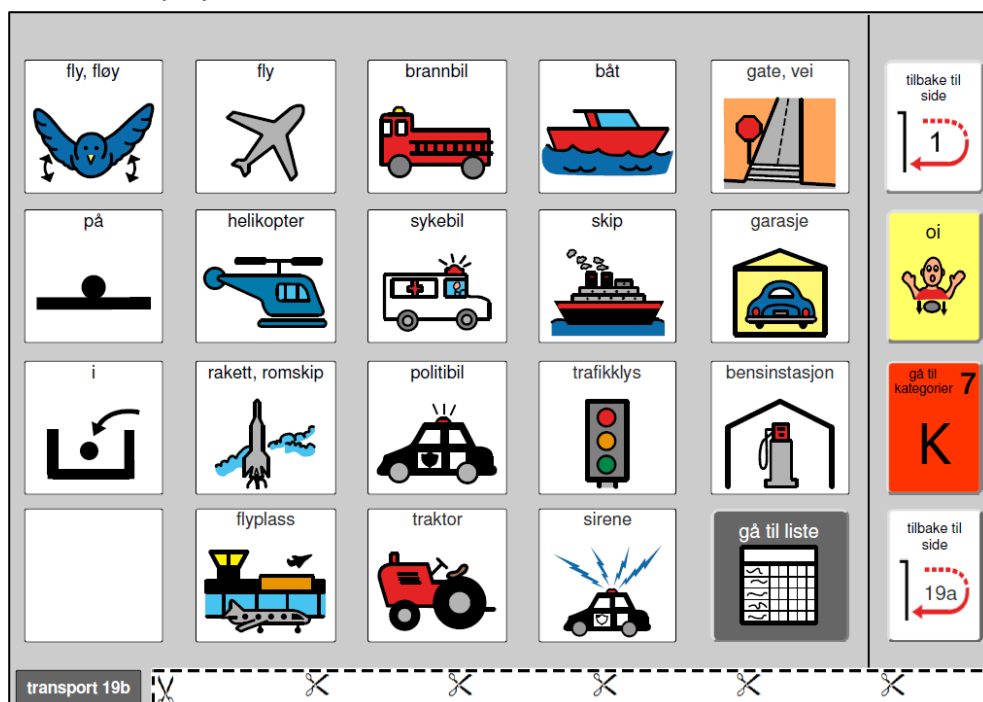 fly, fløy
fly
brannbil
båt
gate, vei
tilbake til
side
1
på
helikopter
sykebil
skip
garasje
oi
i
rakett, romskip
politibil
trafikklys
bensinstasjon
gå til
kategorier 7
K
flyplass
traktor
sirene
gå til liste
tilbake til
side
19a
transport 19b